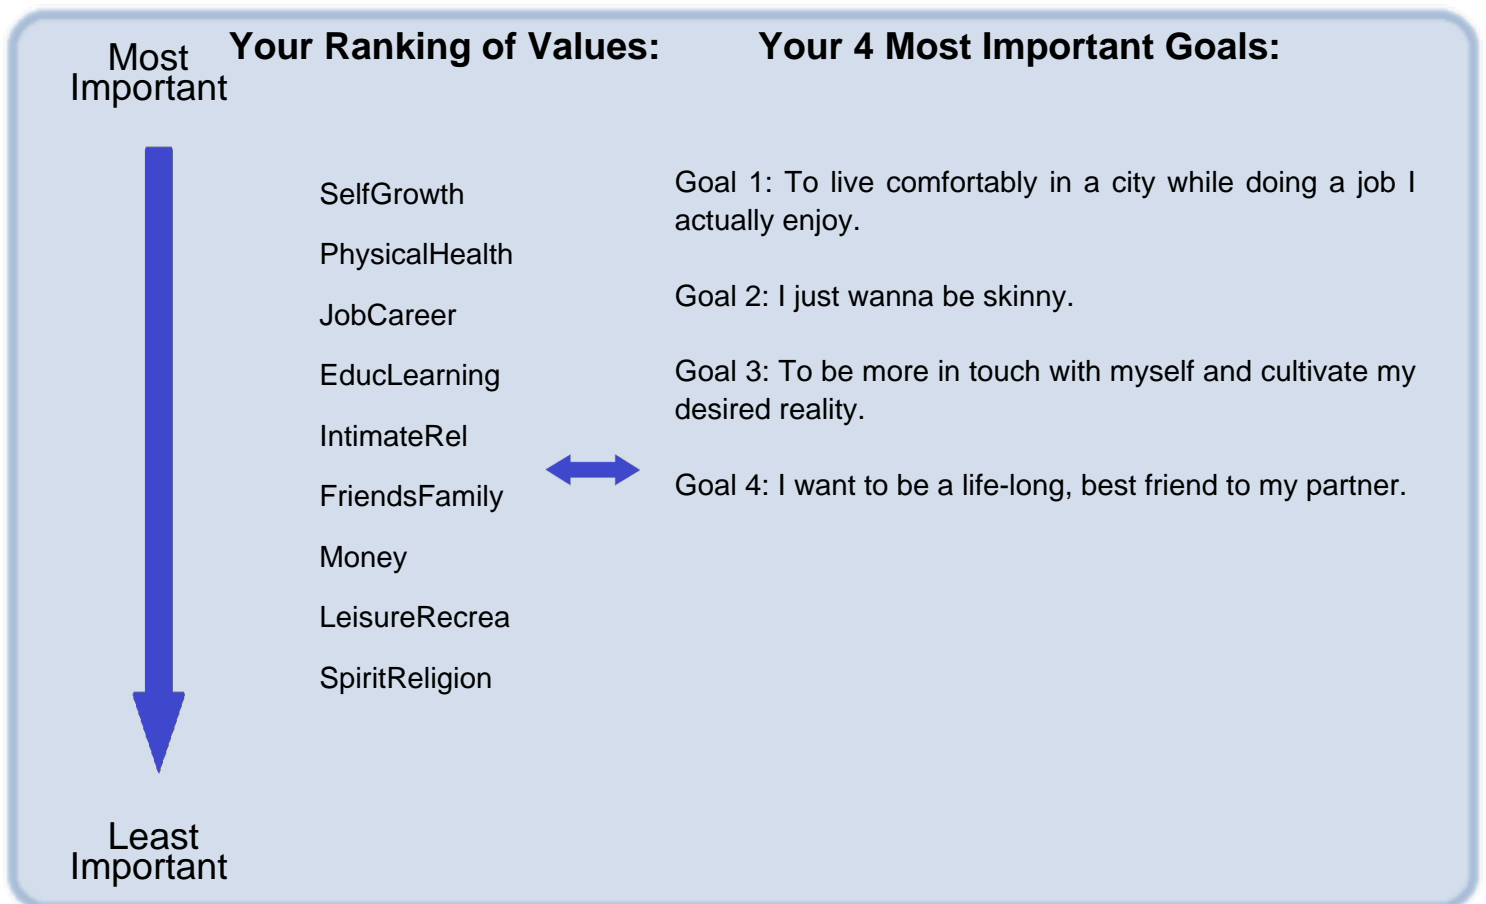 Most
Important
Your Ranking of Values:
Your 4 Most Important Goals:
SelfGrowth
PhysicalHealth
JobCareer
EducLearning
IntimateRel
FriendsFamily
Money
LeisureRecrea
SpiritReligion
Goal 1: To live comfortably in a city while doing a job I
actually enjoy.
Goal 2: I just wanna be skinny.
Goal 3: To be more in touch with myself and cultivate my
desired reality.
Goal 4: I want to be a life-long, best friend to my partner.
Least
Important